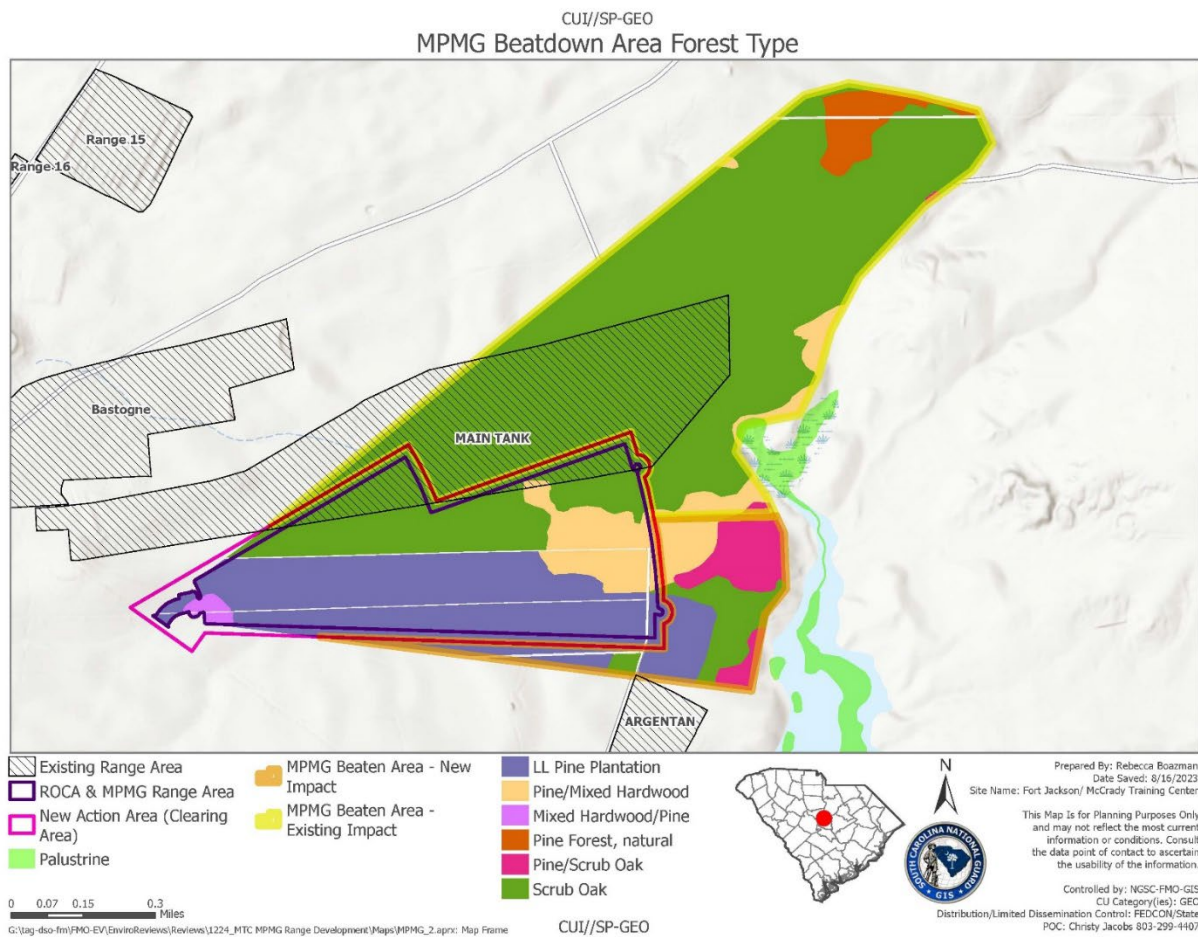 CUI//SP-GEO
MPMG Beatdown Area Forest Type
Range 15
Range 16
Bastogne
MAIN TANK
ARGENTAN
Existing Range Area
ROCA & MPMG Range Area
New Action Area (Clearing
Area)
Palustrine
MPMG Beaten Area - New
Impact
MPMG Beaten Area -
Existing Impact
LL Pine Plantation
Pine/Mixed Hardwood
Mixed Hardwood/Pine
Pine Forest, natural
Pine/Scrub Oak
Scrub Oak
N
SOUTH CAROLINA NATIONAL GUARD
GIS
Prepared By: Rebecca Boazman
Date Saved: 8/16/2023
Site Name: Fort Jackson/ McCrady Training Center
This Map Is for Planning Purposes Only
and may not reflect the most current
information or conditions. Consult
the data point of contact to ascertain
the usability of the information.
Controlled by: NGSC-FMO-GIS
CU Category(ies): GEO
Distribution/Limited Dissemination Control: FEDCON/State
POC: Christy Jacobs 803-299-4407
0 0.07 0.15 0.3
Miles
G:\tag-dso-fm\FMO-EV\EnviroReviews\Reviews\1224_MTC MPMG Range Development\Maps\MPMG_2.aprx: Map Frame
CUI//SP-GEO